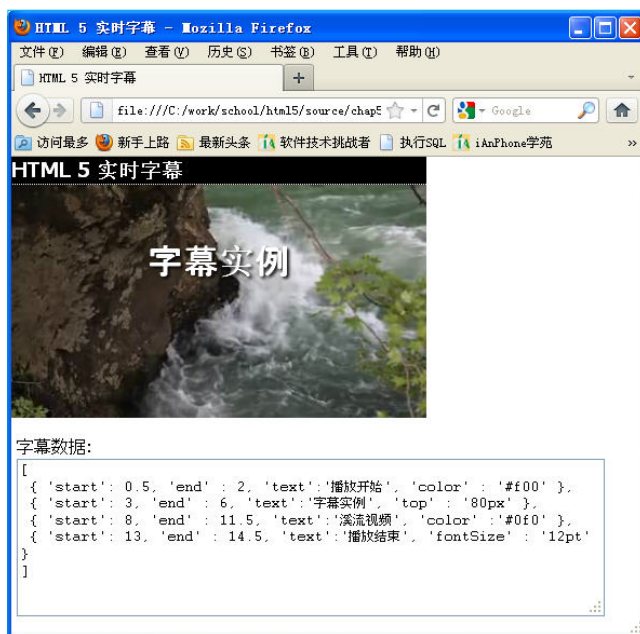 HTML 5 实时字幕 - Mozilla Firefox
文件(F) 编辑(E) 查看(V) 历史(S) 书签(B) 工具(T) 帮助(H)
HTML 5 实时字幕 +
file:///C:/work/school/html5/source/chap5 Google
访问最多 新手上路 最新头条 软件技术挑战者 执行SQL iAnPhone学苑 »
HTML 5 实时字幕
字幕实例
字幕数据:
[
{ 'start': 0.5, 'end' : 2, 'text':'播放开始', 'color' : '#f00' },
{ 'start': 3, 'end' : 6, 'text':'字幕实例', 'top' : '80px' },
{ 'start': 8, 'end' : 11.5, 'text':'溪流视频', 'color' :'#0f0' },
{ 'start': 13, 'end' : 14.5, 'text':'播放结束', 'fontSize' : '12pt'
}
]